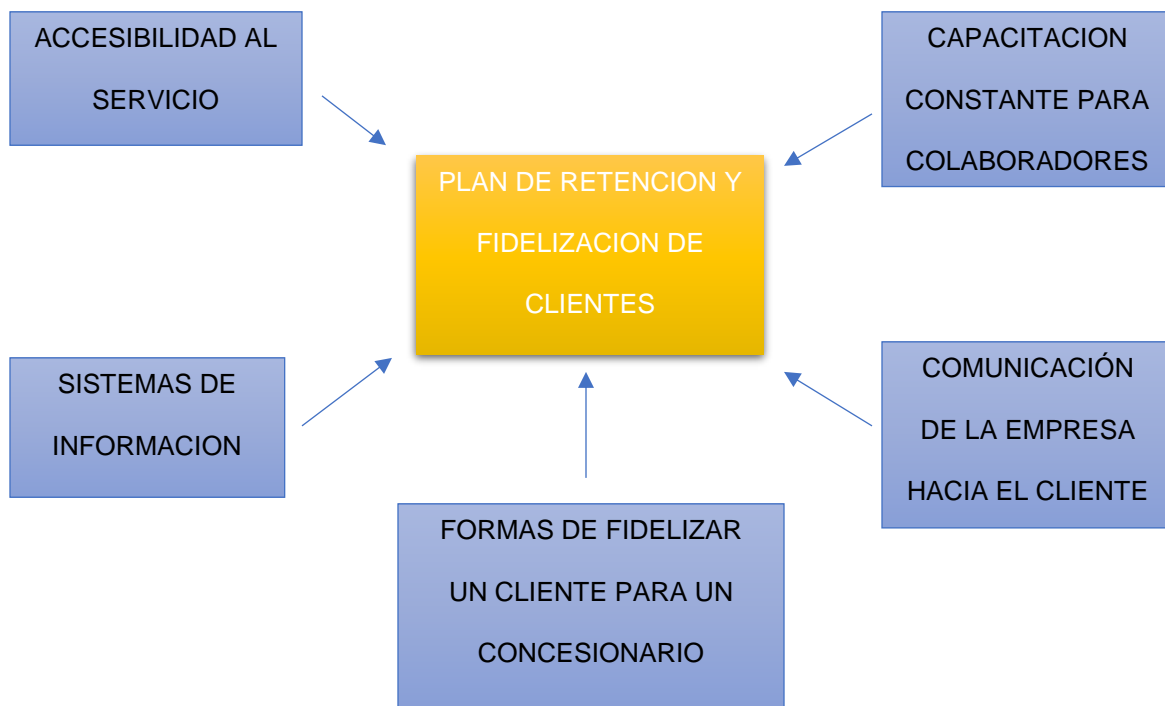 ACCESIBILIDAD AL
SERVICIO
CAPACITACION
CONSTANTE PARA
COLABORADORES
PLAN DE RETENCION Y
FIDELIZACION DE
CLIENTES
SISTEMAS DE
INFORMACION
COMUNICACIÓN
DE LA EMPRESA
HACIA EL CLIENTE
FORMAS DE FIDELIZAR
UN CLIENTE PARA UN
CONCESIONARIO